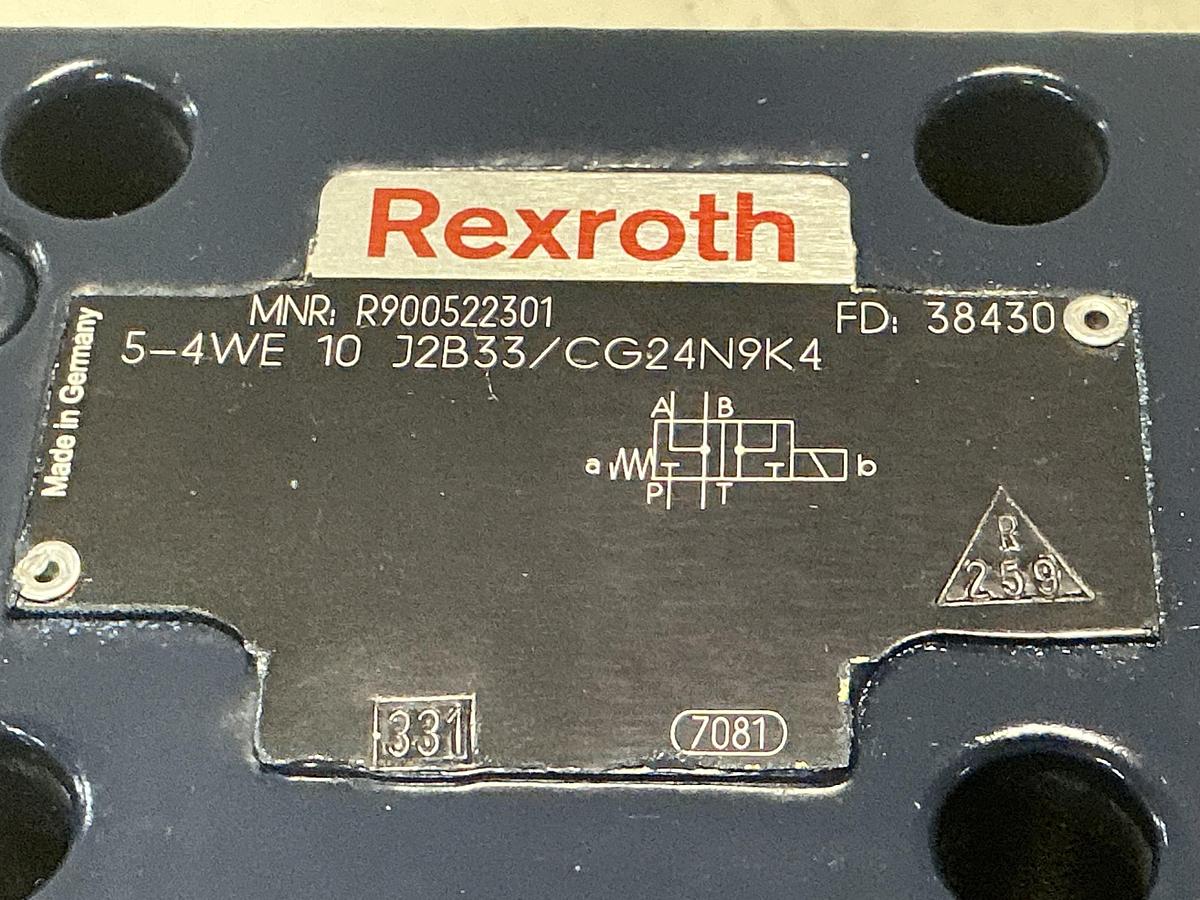 Rexroth
MNR: R900522301
FD: 38430
5-4WE 10 J2B33/CG24N9K4
Made in Germany
A B
a b
P T
R
259
331
7081